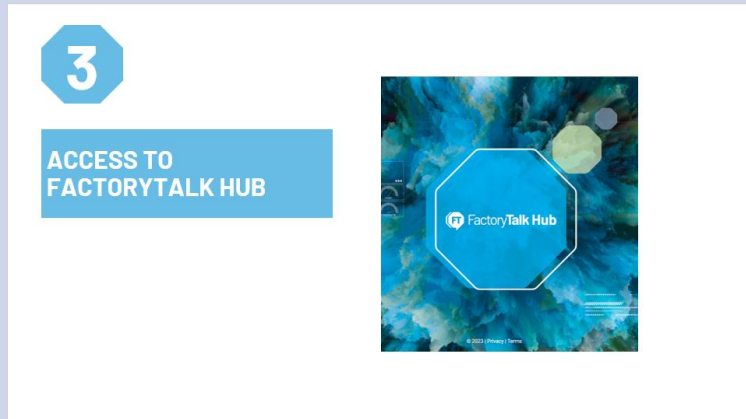 3
ACCESS TO
FACTORYTALK HUB
FT FactoryTalk Hub
© 2023 | Privacy | Terms